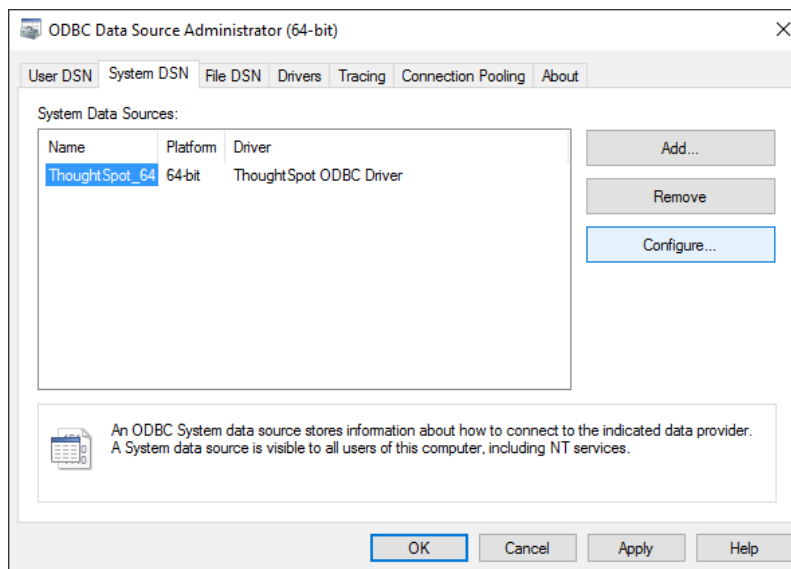 ODBC Data Source Administrator (64-bit)
User DSN System DSN File DSN Drivers Tracing Connection Pooling About
System Data Sources:
Name Platform Driver
ThoughtSpot_64 64-bit ThoughtSpot ODBC Driver
Add...
Remove
Configure...
An ODBC System data source stores information about how to connect to the indicated data provider.
A System data source is visible to all users of this computer, including NT services.
OK Cancel Apply Help